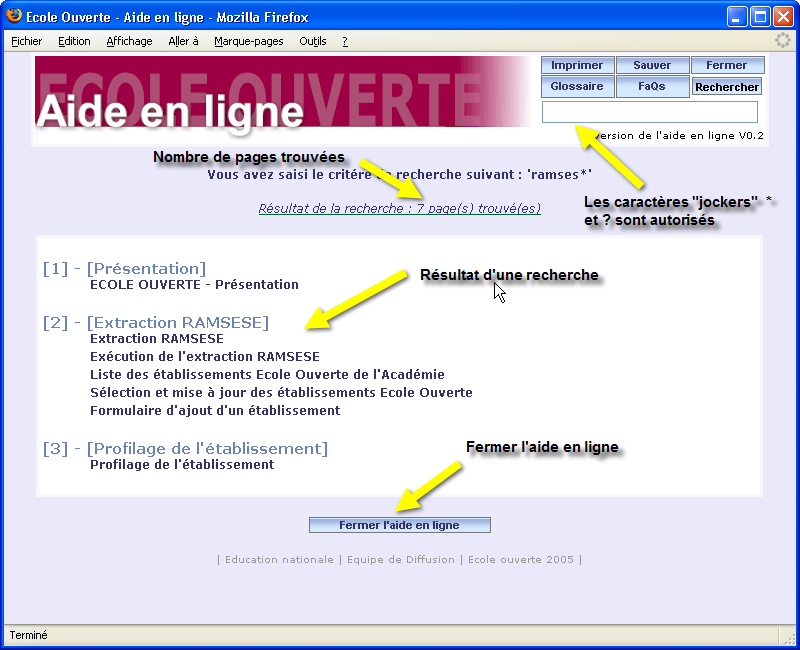 Ecole Ouverte - Aide en ligne - Mozilla Firefox
Fichier Edition Affichage Aller à Marque-pages Outils ?
ECOLE OUVERTE
Aide en ligne
Imprimer Sauver Fermer
Glossaire FaQs Rechercher
version de l'aide en ligne V0.2
Nombre de pages trouvées
Vous avez saisi le critère de recherche suivant : 'ramses*'
Résultat de la recherche : 7 page(s) trouvé(es)
Les caractères "jockers" *
et ? sont autorisés
[1] - [Présentation]
ECOLE OUVERTE - Présentation
Résultat d'une recherche
[2] - [Extraction RAMSESE]
Extraction RAMSESE
Exécution de l'extraction RAMSESE
Liste des établissements Ecole Ouverte de l'Académie
Sélection et mise à jour des établissements Ecole Ouverte
Formulaire d'ajout d'un établissement
[3] - [Profilage de l'établissement]
Profilage de l'établissement
Fermer l'aide en ligne
Fermer l'aide en ligne
| Education nationale | Equipe de Diffusion | Ecole ouverte 2005 |
Terminé